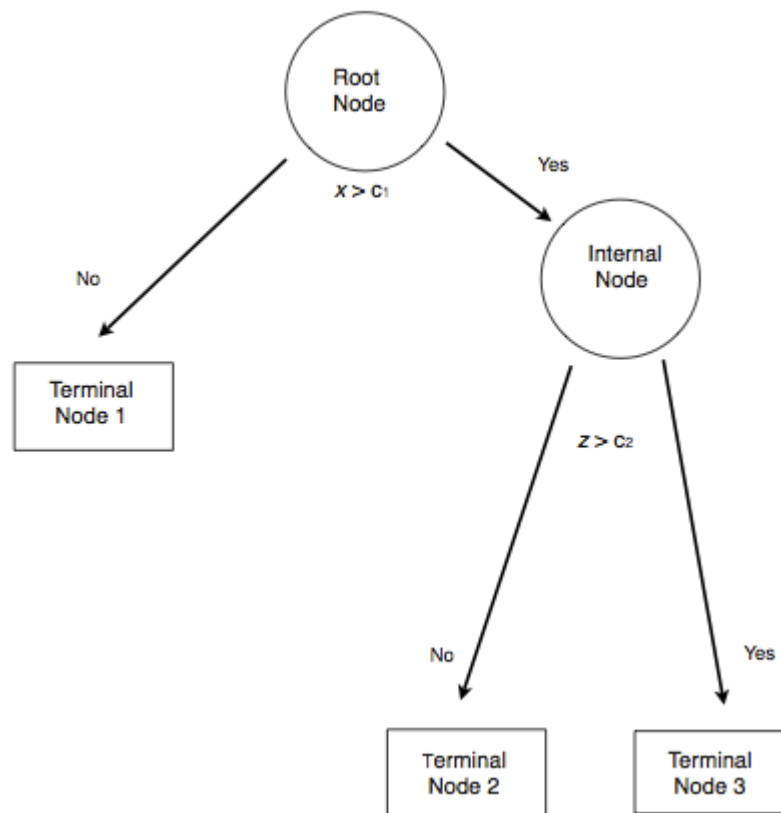 Root
Node
Yes
x > c₁
Internal
Node
No
Terminal
Node 1
z > c₂
No
Yes
Terminal
Node 2
Terminal
Node 3